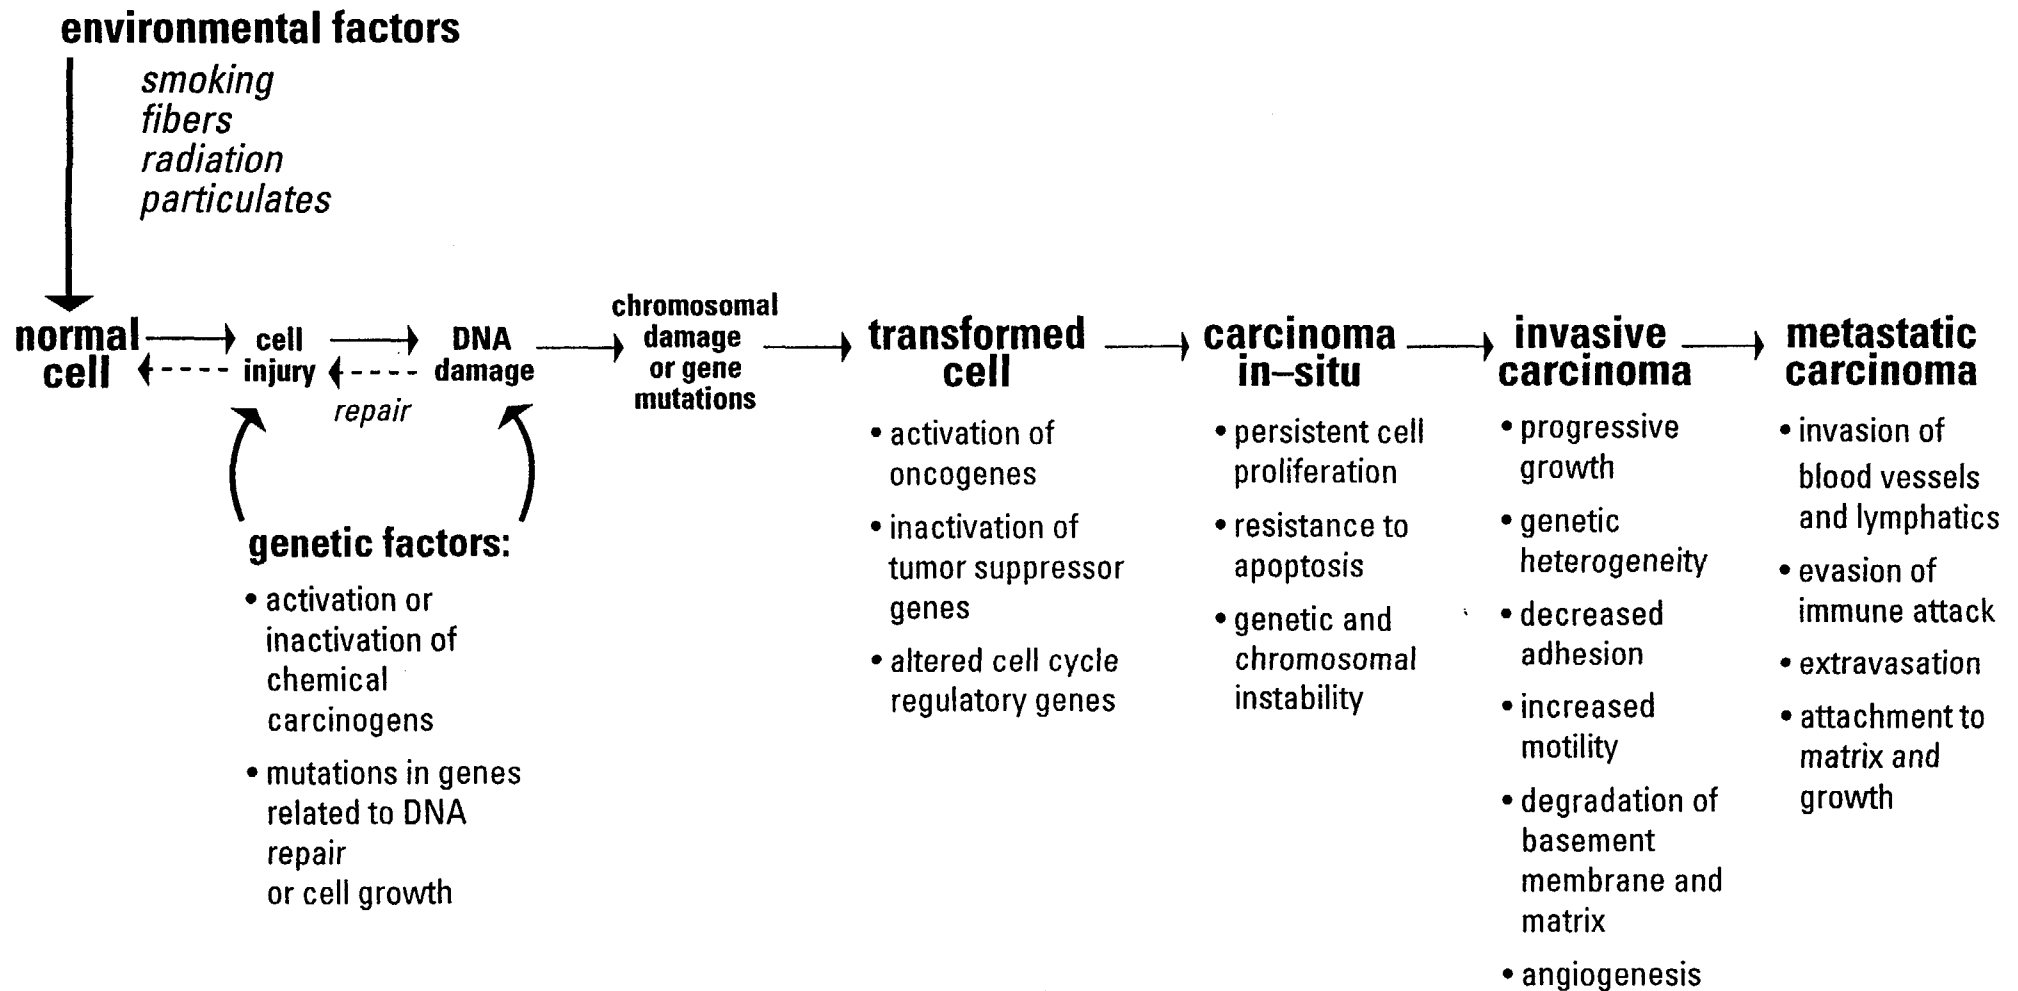 environmental factors
smoking
fibers
radiation
particulates
normal
cell
cell
injury
repair
DNA
damage
chromosomal
damage
or gene
mutations
transformed
cell
carcinoma
in–situ
invasive
carcinoma
metastatic
carcinoma
genetic factors:
• activation or
inactivation of
chemical
carcinogens
• mutations in genes
related to DNA
repair
or cell growth
• activation of
oncogenes
• inactivation of
tumor suppressor
genes
• altered cell cycle
regulatory genes
• persistent cell
proliferation
• resistance to
apoptosis
• genetic and
chromosomal
instability
• progressive
growth
• genetic
heterogeneity
• decreased
adhesion
• increased
motility
• degradation of
basement
membrane and
matrix
• angiogenesis
• invasion of
blood vessels
and lymphatics
• evasion of
immune attack
• extravasation
• attachment to
matrix and
growth